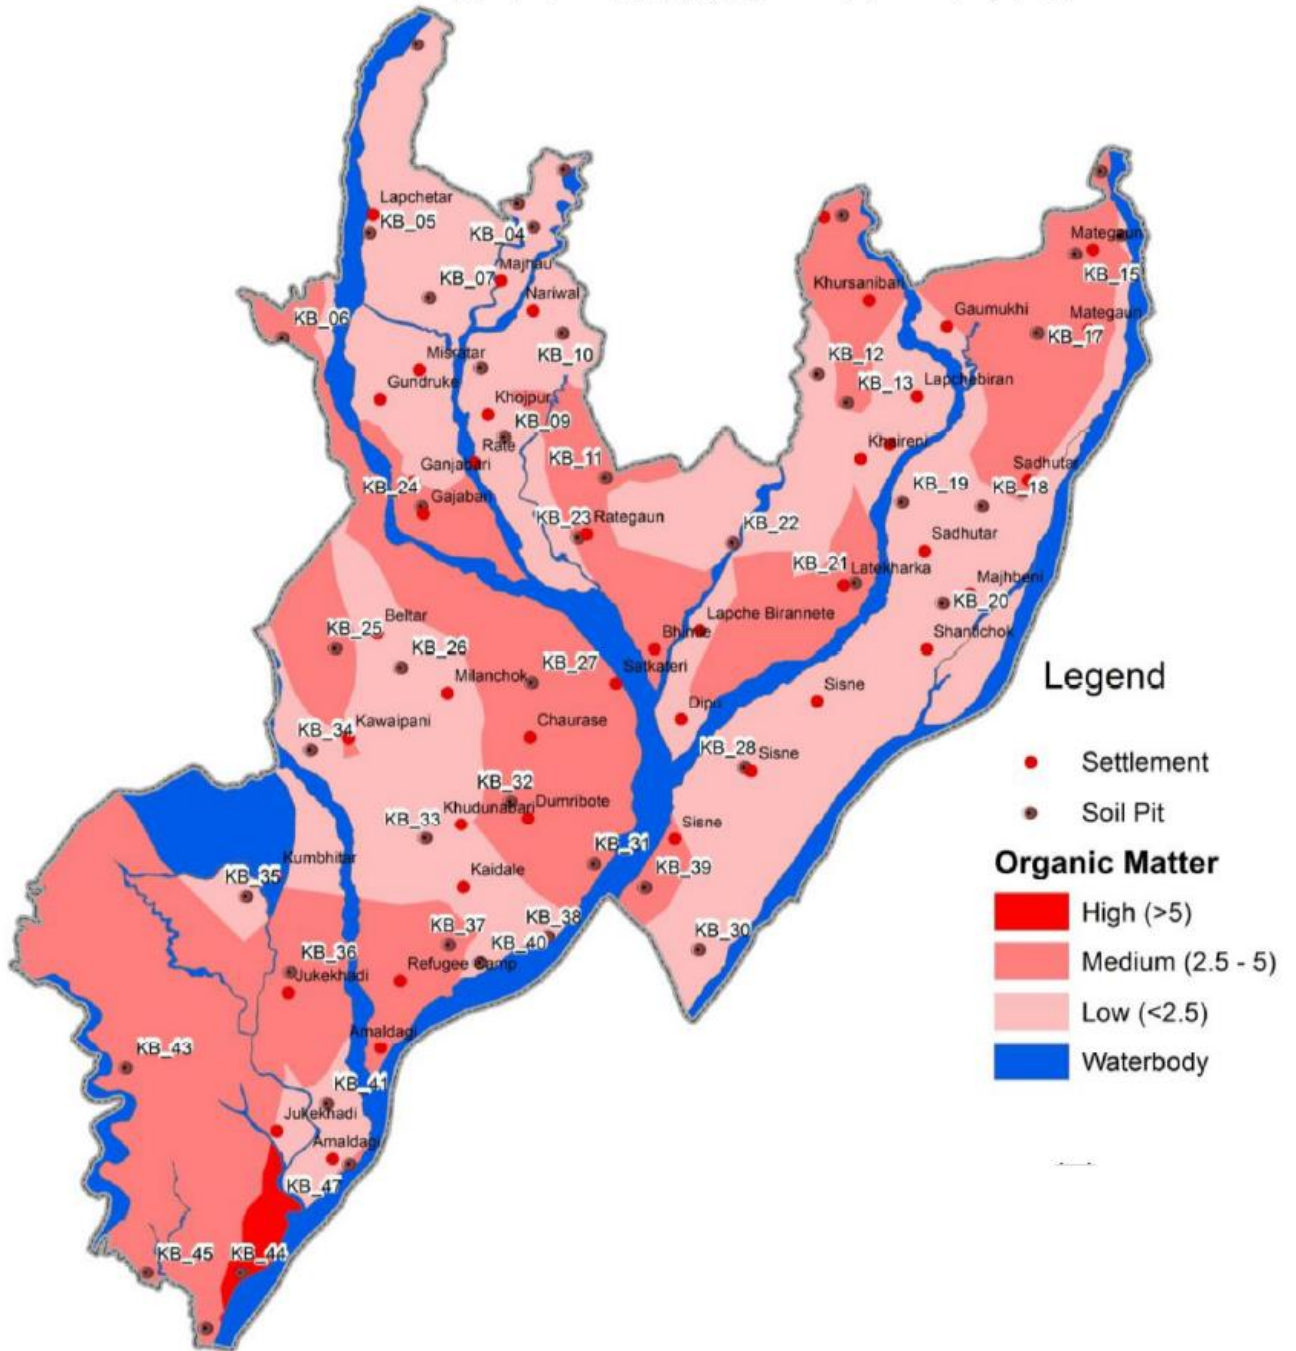 Lapchetar
KB_05
KB_04
KB_07
Majhau
Nariwal
KB_06
KB_10
Misratar
Gundruke
Khojpur
KB_09
Rate
KB_11
Ganjabari
KB_24
Gajabari
KB_23
Rategaun
KB_22
Khursanibari
Gaumukhi
Mategaun
KB_15
Mategaun
KB_17
KB_12
KB_13
Lapchebiran
Khaireni
Sadhutar
KB_19
KB_18
Sadhutar
KB_21
Latekharka
Majhbeni
KB_20
Shantichok
Lapche Birannete
Bhimle
Satkateri
Beltar
KB_25
KB_26
Milanchok
KB_27
Sisne
Dipu
Chaurase
KB_34
Kawaipani
KB_28
Sisne
KB_32
Dumribote
Khudunabari
KB_33
Sisne
KB_31
KB_39
Kumbhitar
KB_35
Kaidale
KB_38
KB_37
KB_40
KB_30
KB_36
Jukekhadi
Refugee Camp
Amaldagi
KB_43
KB_41
Jukekhadi
Amaldagi
KB_47
KB_45
KB_44
Legend
Settlement
Soil Pit
Organic Matter
High (>5)
Medium (2.5 - 5)
Low (<2.5)
Waterbody